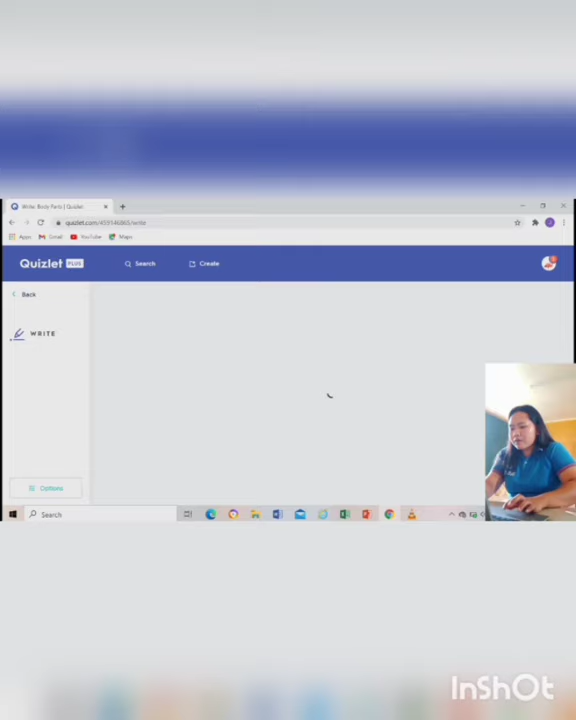 Write: Body Parts | Quizlet
quizlet.com/459146865/write
Apps Gmail YouTube Maps
Quizlet PLUS Search Create
Back
WRITE
Options
Search
InShOt